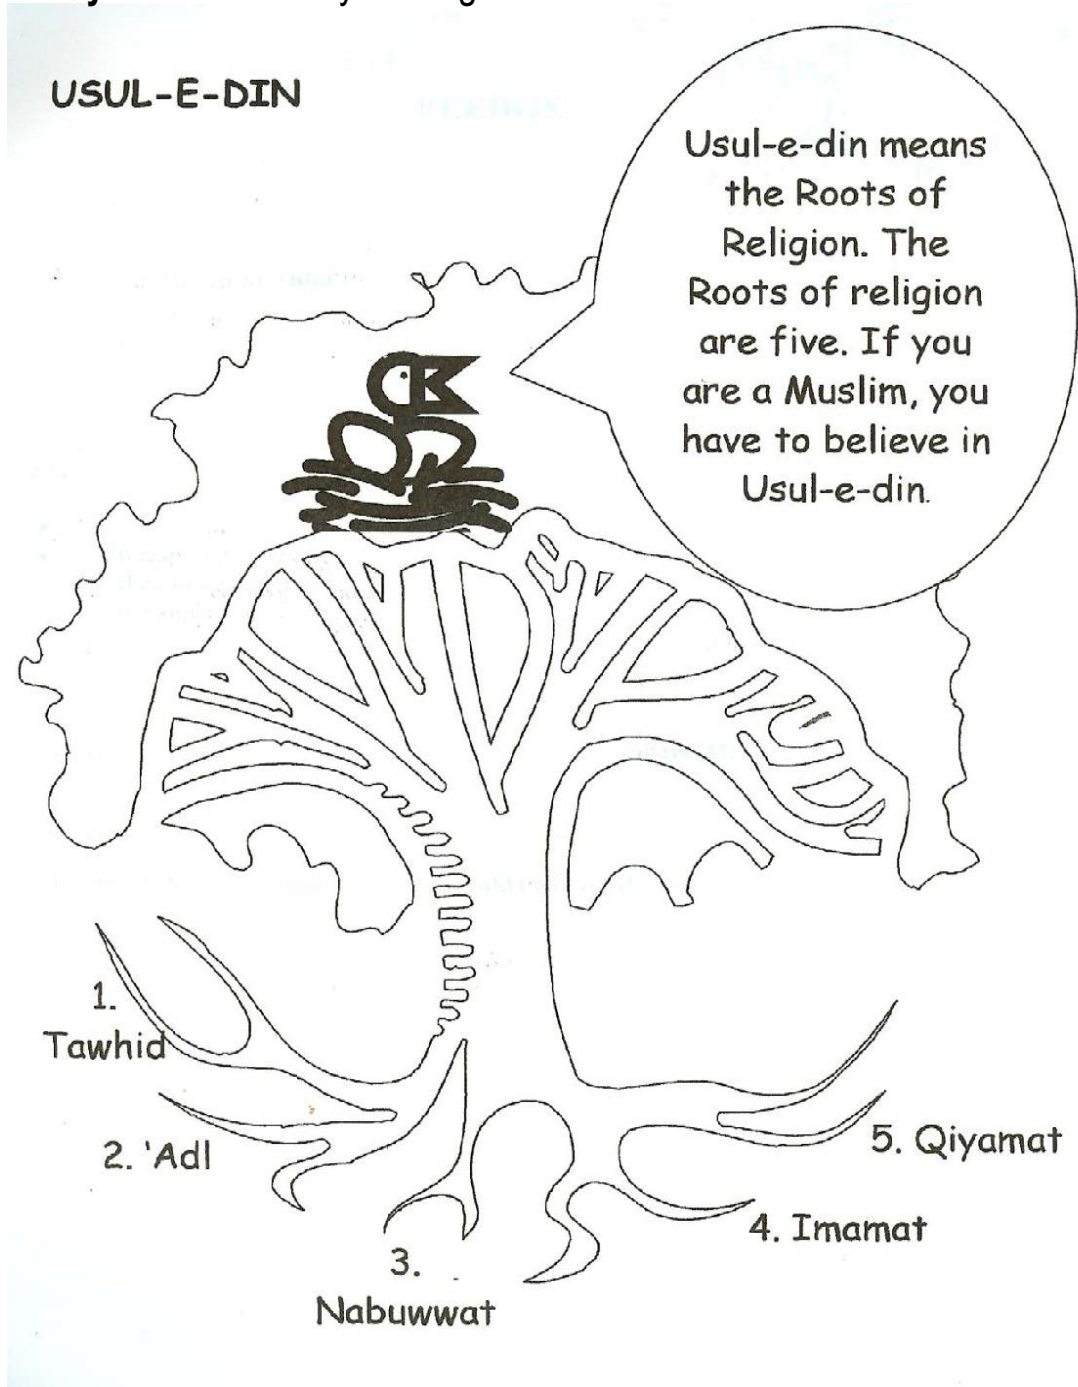 USUL-E-DIN
Usul-e-din means
the Roots of
Religion. The
Roots of religion
are five. If you
are a Muslim, you
have to believe in
Usul-e-din.
1.
Tawhid
2. 'Adl
3.
Nabuwwat
4. Imamat
5. Qiyamat